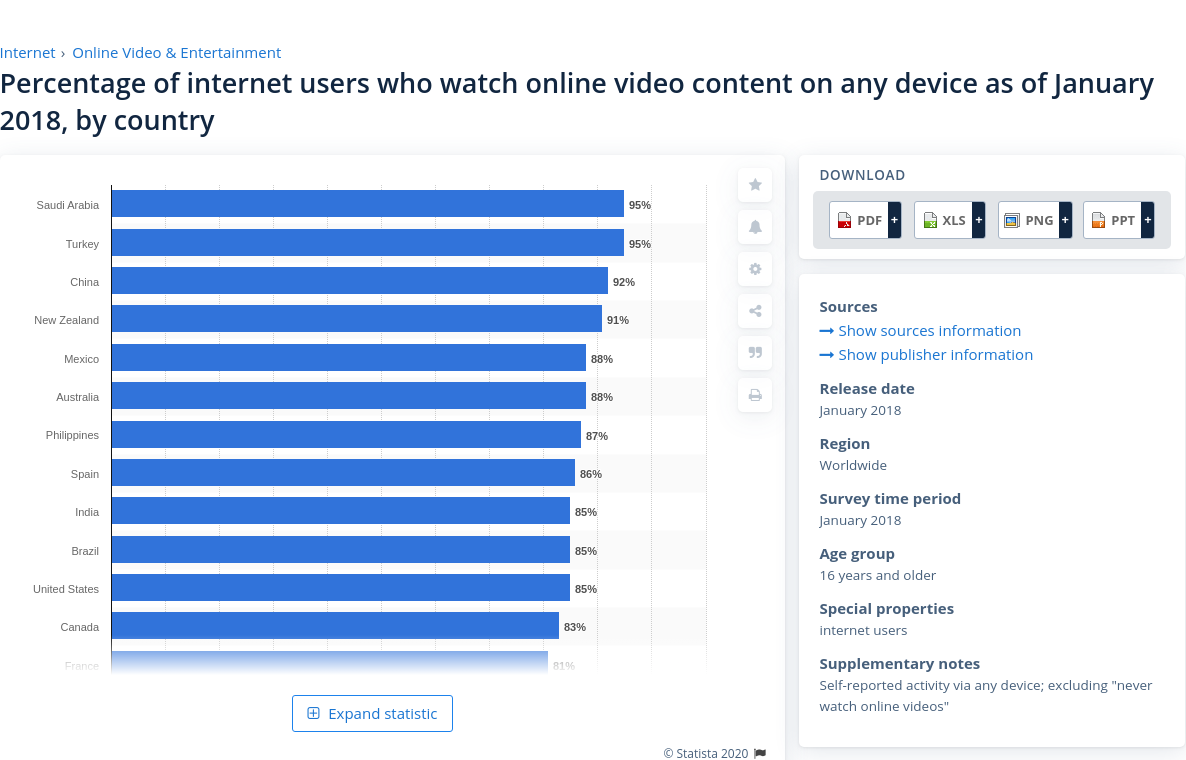 Internet › Online Video & Entertainment
Percentage of internet users who watch online video content on any device as of January
2018, by country
Saudi Arabia 95%
Turkey 95%
China 92%
New Zealand 91%
Mexico 88%
Australia 88%
Philippines 87%
Spain 86%
India 85%
Brazil 85%
United States 85%
Canada 83%
France 81%
Expand statistic
© Statista 2020
DOWNLOAD
PDF + XLS + PNG + PPT +
Sources
Show sources information
Show publisher information
Release date
January 2018
Region
Worldwide
Survey time period
January 2018
Age group
16 years and older
Special properties
internet users
Supplementary notes
Self-reported activity via any device; excluding "never
watch online videos"